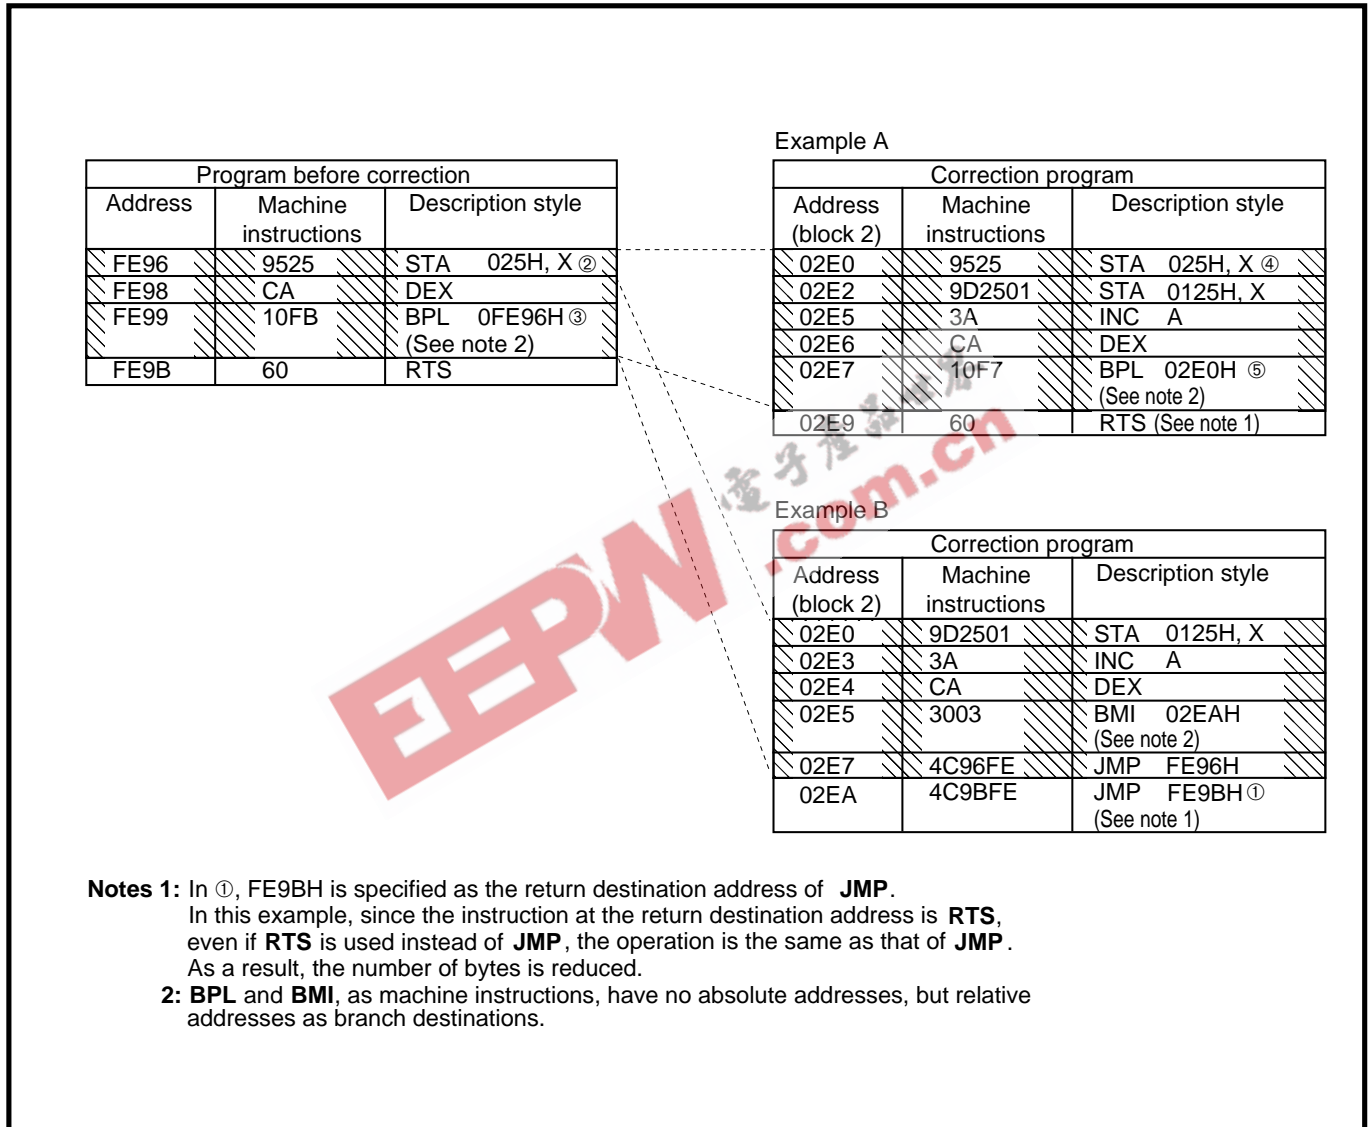 Program before correction
Address Machine instructions Description style
FE96 9525 STA 025H, X ②
FE98 CA DEX
FE99 10FB BPL 0FE96H ③
(See note 2)
FE9B 60 RTS
Example A
Correction program
Address (block 2) Machine instructions Description style
02E0 9525 STA 025H, X ④
02E2 9D2501 STA 0125H, X
02E5 3A INC A
02E6 CA DEX
02E7 10F7 BPL 02E0H ⑤
(See note 2)
02E9 60 RTS (See note 1)
Example B
Correction program
Address (block 2) Machine instructions Description style
02E0 9D2501 STA 0125H, X
02E3 3A INC A
02E4 CA DEX
02E5 3003 BMI 02EAH
(See note 2)
02E7 4C96FE JMP FE96H
02EA 4C9BFE JMP FE9BH ①
(See note 1)
EEPW .com.cn
電子產品世界
Notes 1: In ①, FE9BH is specified as the return destination address of JMP.
In this example, since the instruction at the return destination address is RTS,
even if RTS is used instead of JMP, the operation is the same as that of JMP.
As a result, the number of bytes is reduced.
2: BPL and BMI, as machine instructions, have no absolute addresses, but relative
addresses as branch destinations.